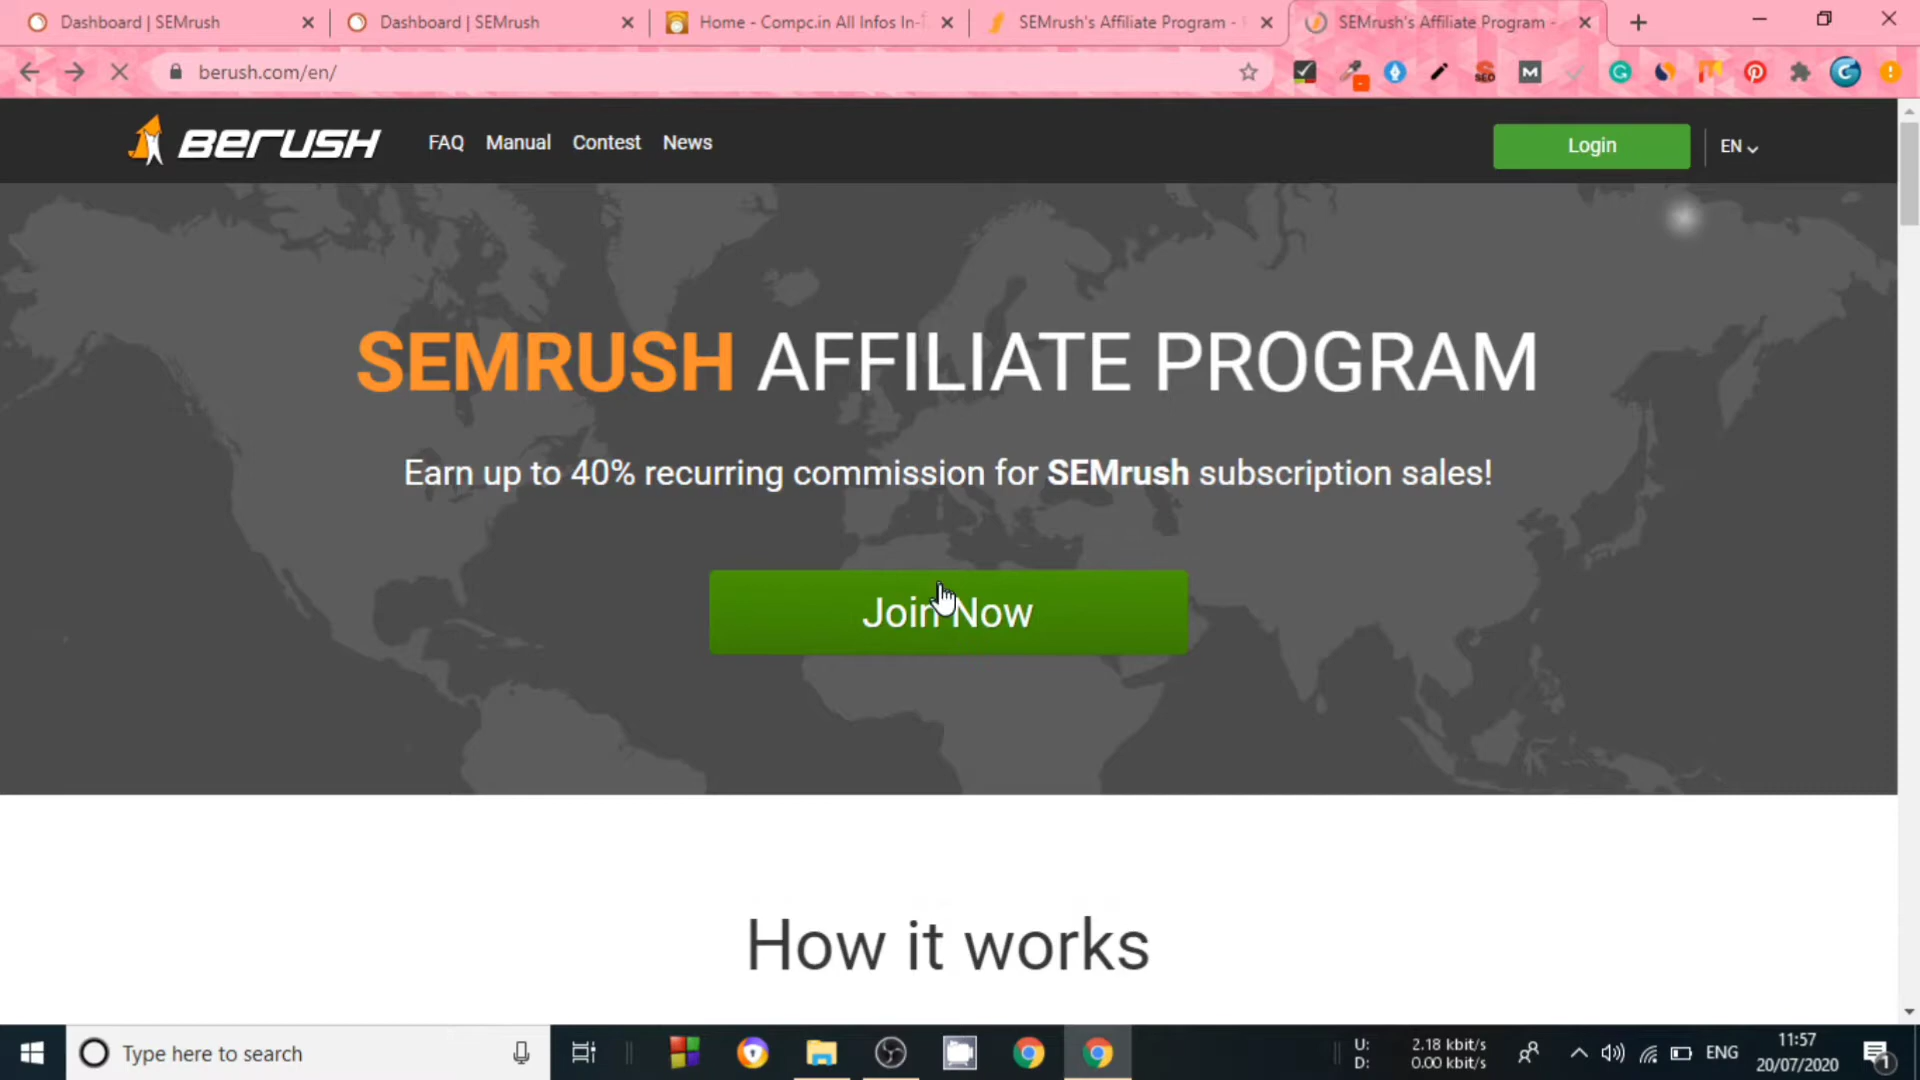 Dashboard | SEMrush
Dashboard | SEMrush
Home - Compc.in All Infos In-
SEMrush's Affiliate Program -
SEMrush's Affiliate Program -
berush.com/en/
SEO
M
BERUSH
FAQ
Manual
Contest
News
Login
EN
SEMRUSH AFFILIATE PROGRAM
Earn up to 40% recurring commission for SEMrush subscription sales!
Join Now
How it works
Type here to search
U: 2.18 kbit/s
D: 0.00 kbit/s
ENG
11:57
20/07/2020
1